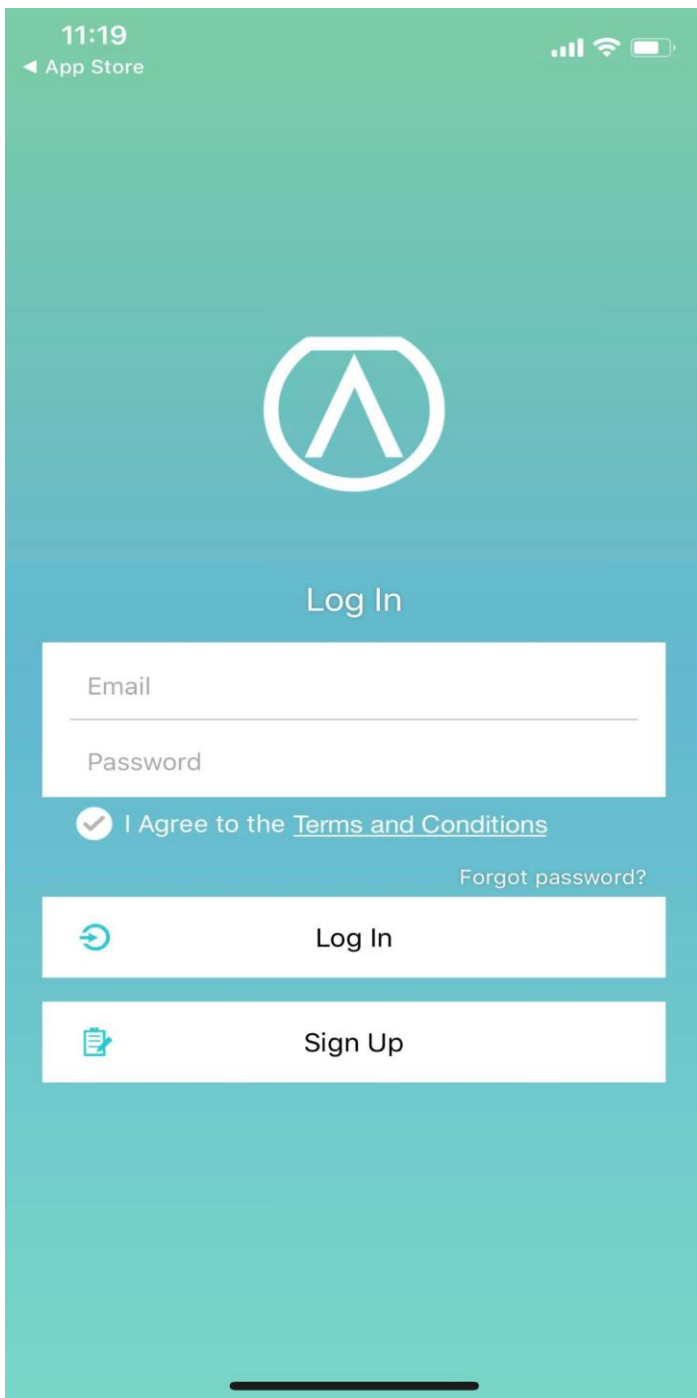 11:19
◀ App Store
Log In
Email
Password
I Agree to the Terms and Conditions
Forgot password?
Log In
Sign Up